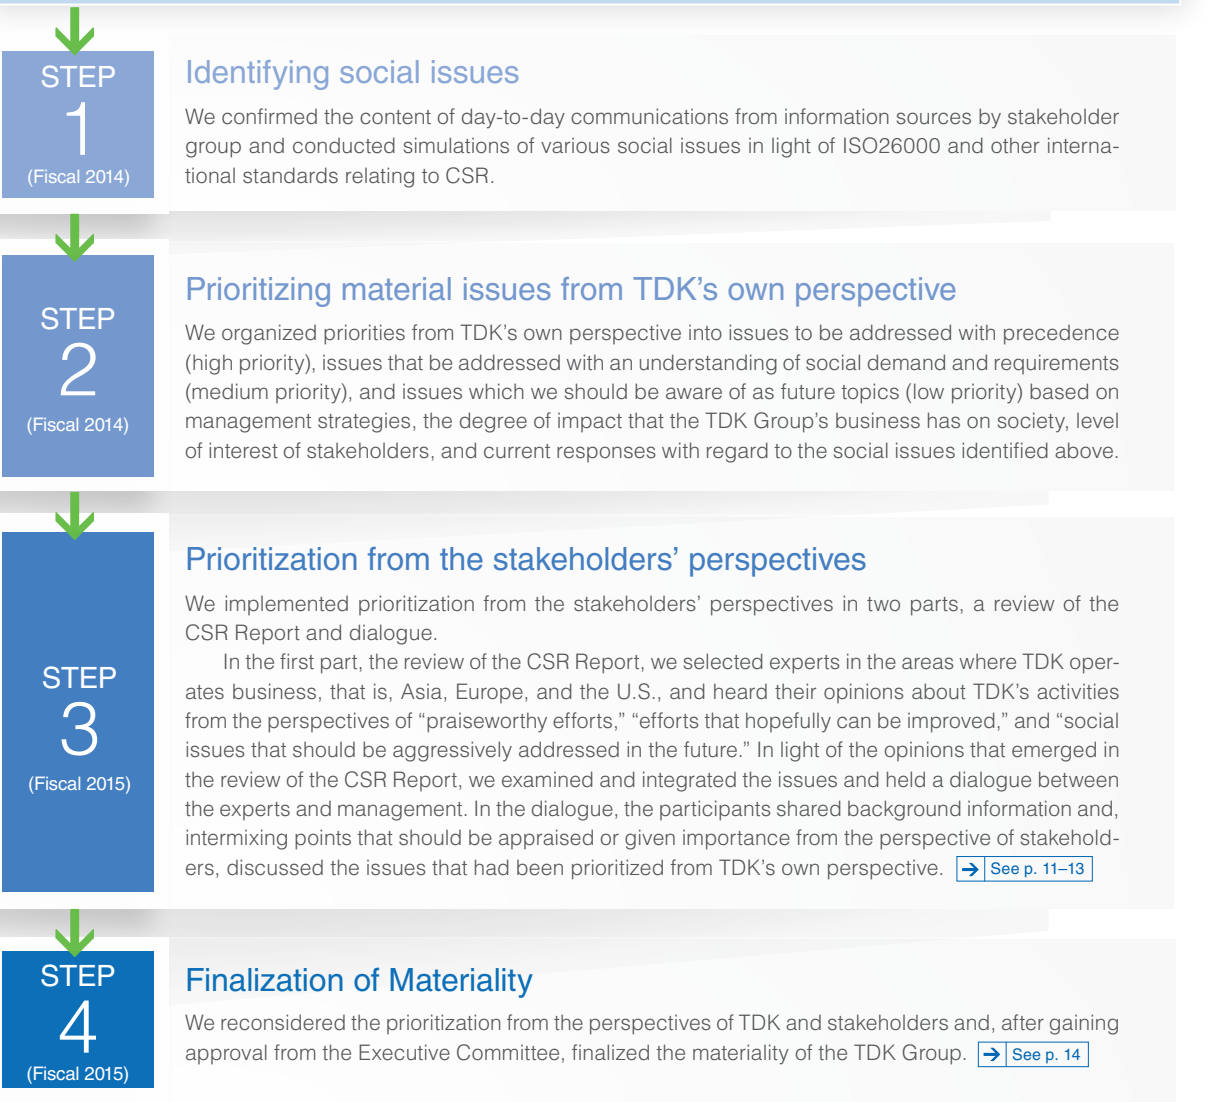 STEP
1
(Fiscal 2014)
Identifying social issues
We confirmed the content of day-to-day communications from information sources by stakeholder
group and conducted simulations of various social issues in light of ISO26000 and other interna-
tional standards relating to CSR.
STEP
2
(Fiscal 2014)
Prioritizing material issues from TDK's own perspective
We organized priorities from TDK's own perspective into issues to be addressed with precedence
(high priority), issues that be addressed with an understanding of social demand and requirements
(medium priority), and issues which we should be aware of as future topics (low priority) based on
management strategies, the degree of impact that the TDK Group's business has on society, level
of interest of stakeholders, and current responses with regard to the social issues identified above.
STEP
3
(Fiscal 2015)
Prioritization from the stakeholders' perspectives
We implemented prioritization from the stakeholders' perspectives in two parts, a review of the
CSR Report and dialogue.
In the first part, the review of the CSR Report, we selected experts in the areas where TDK oper-
ates business, that is, Asia, Europe, and the U.S., and heard their opinions about TDK's activities
from the perspectives of “praiseworthy efforts,” “efforts that hopefully can be improved,” and “social
issues that should be aggressively addressed in the future.” In light of the opinions that emerged in
the review of the CSR Report, we examined and integrated the issues and held a dialogue between
the experts and management. In the dialogue, the participants shared background information and,
intermixing points that should be appraised or given importance from the perspective of stakehold-
ers, discussed the issues that had been prioritized from TDK's own perspective. → See p. 11–13
STEP
4
(Fiscal 2015)
Finalization of Materiality
We reconsidered the prioritization from the perspectives of TDK and stakeholders and, after gaining
approval from the Executive Committee, finalized the materiality of the TDK Group. → See p. 14